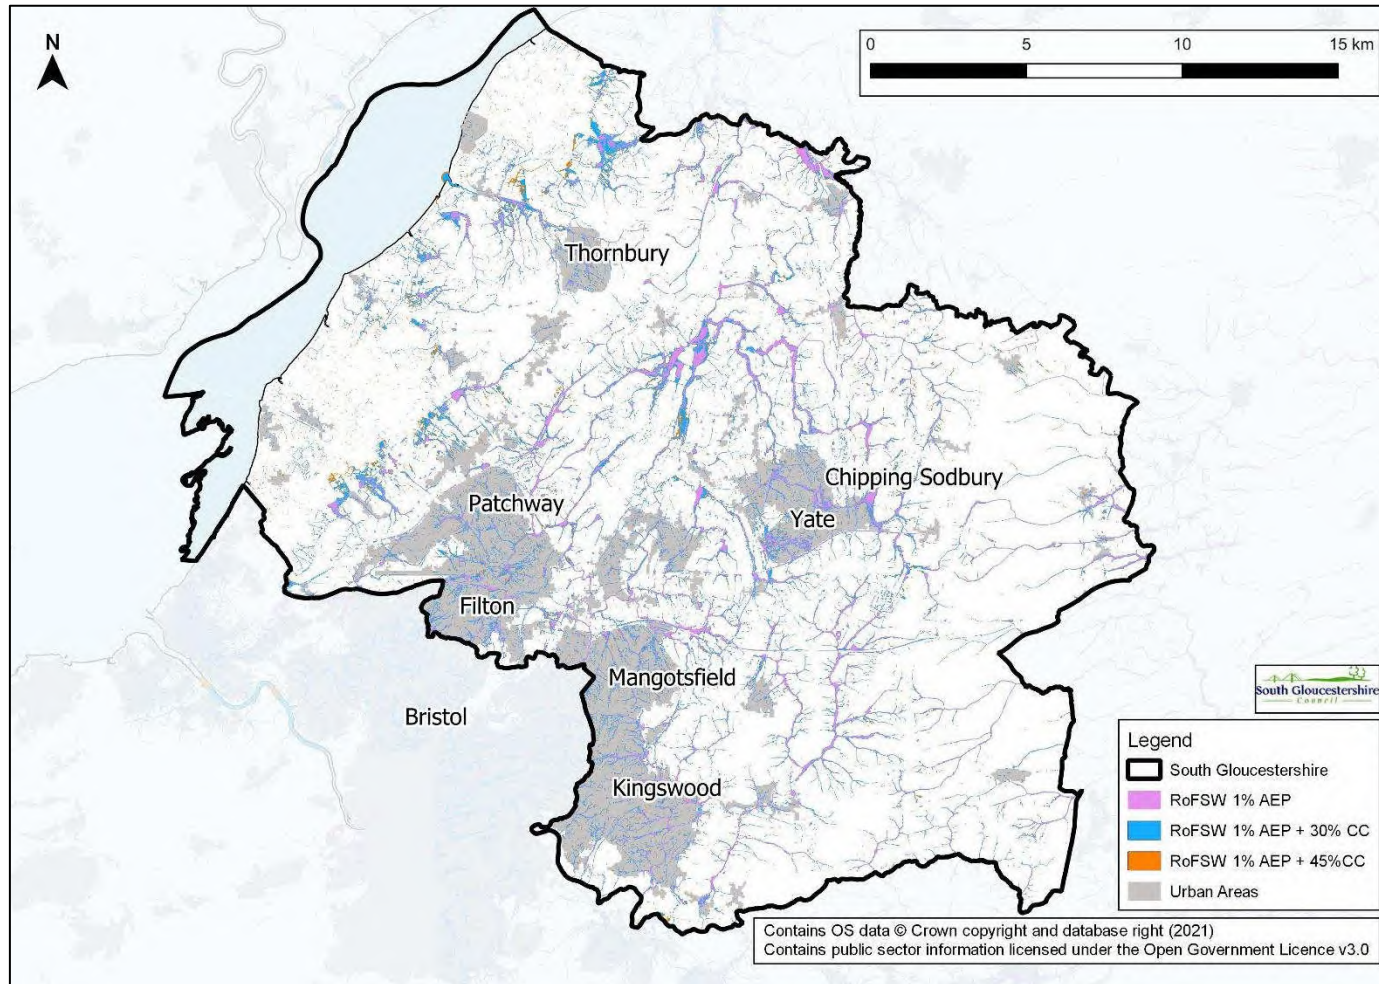 N
0 5 10 15 km
Thornbury
Chipping Sodbury
Patchway
Yate
Filton
Mangotsfield
Bristol
Kingswood
South Gloucestershire
Council
Legend
South Gloucestershire
RoFSW 1% AEP
RoFSW 1% AEP + 30% CC
RoFSW 1% AEP + 45%CC
Urban Areas
Contains OS data © Crown copyright and database right (2021)
Contains public sector information licensed under the Open Government Licence v3.0